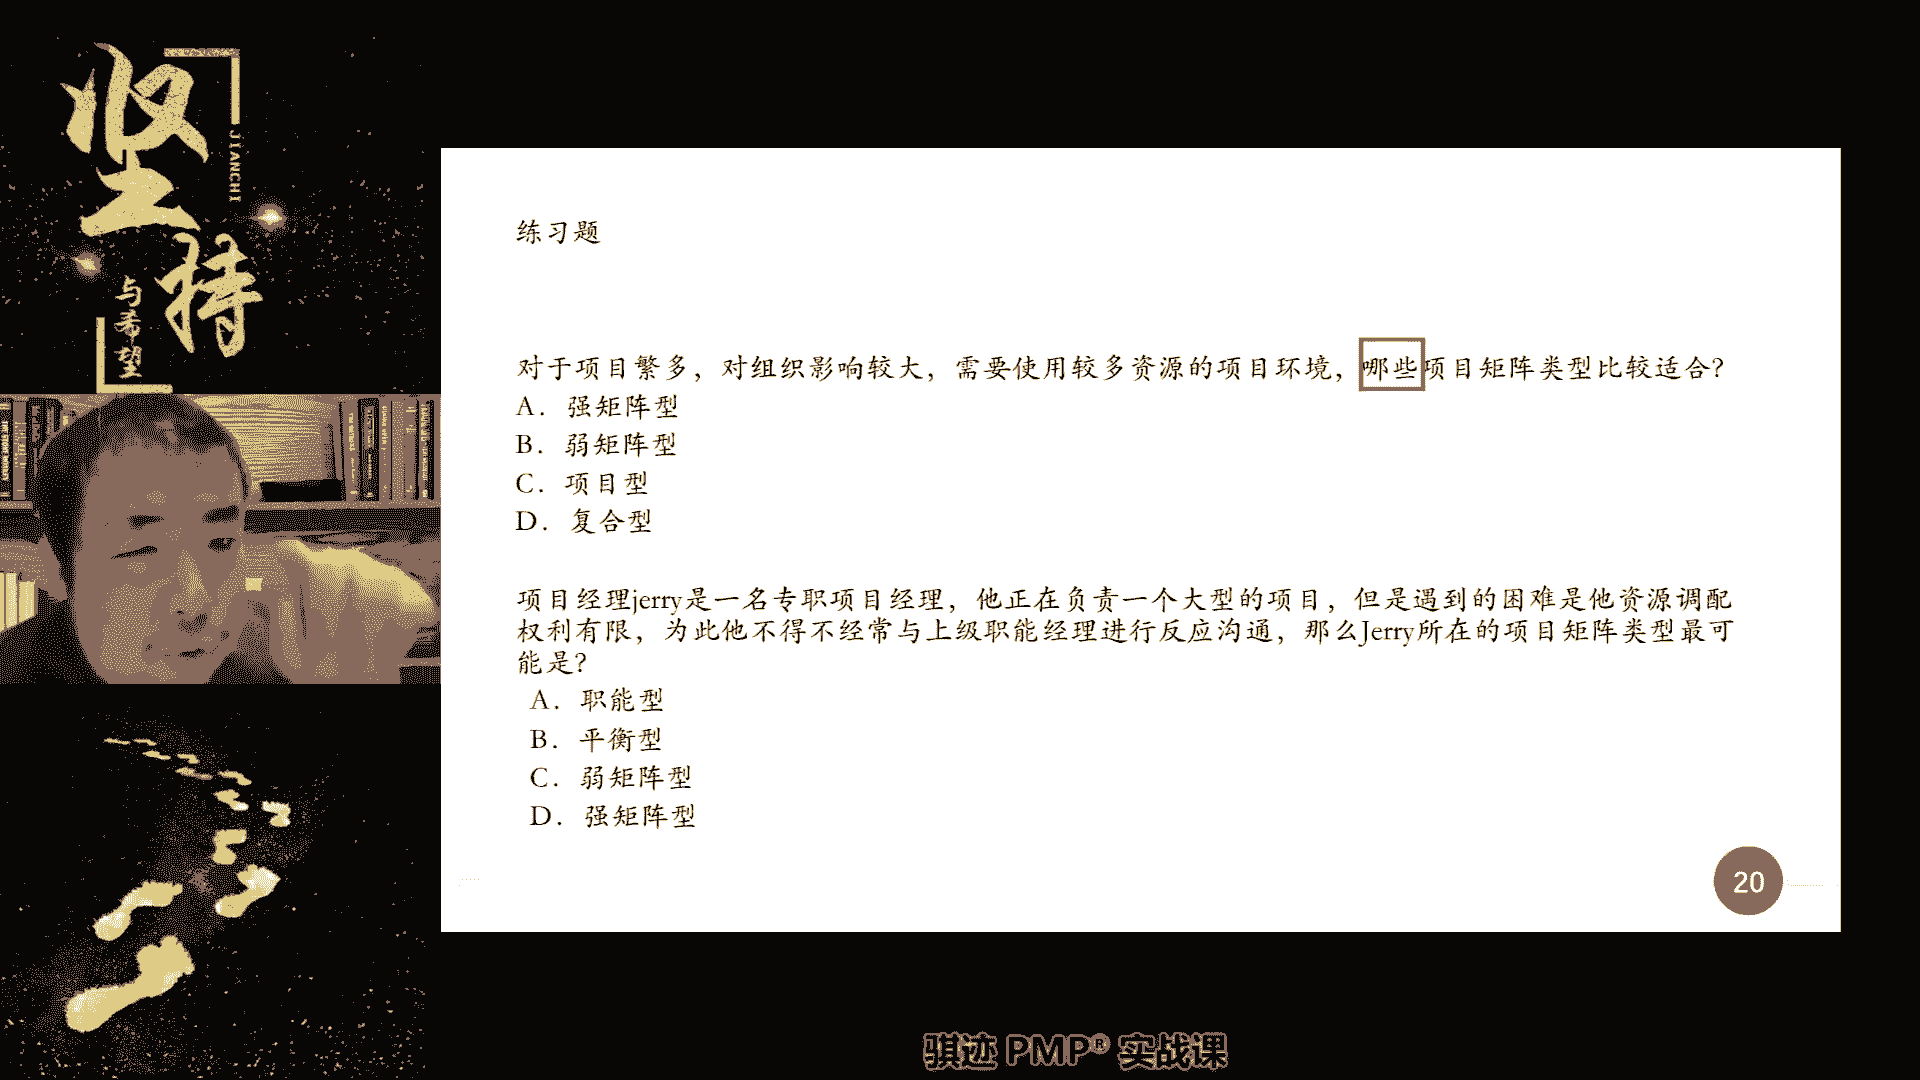 坚持
JIANCHI
与希望
练习题
对于项目繁多，对组织影响较大，需要使用较多资源的项目环境，哪些项目矩阵类型比较适合？
A. 强矩阵型
B. 弱矩阵型
C. 项目型
D. 复合型
项目经理jerry是一名专职项目经理，他正在负责一个大型的项目，但是遇到的困难是他资源调配
权利有限，为此他不得不经常与上级职能经理进行反应沟通，那么Jerry所在的项目矩阵类型最可
能是？
A. 职能型
B. 平衡型
C. 弱矩阵型
D. 强矩阵型
20
骐迹 PMP® 实战课